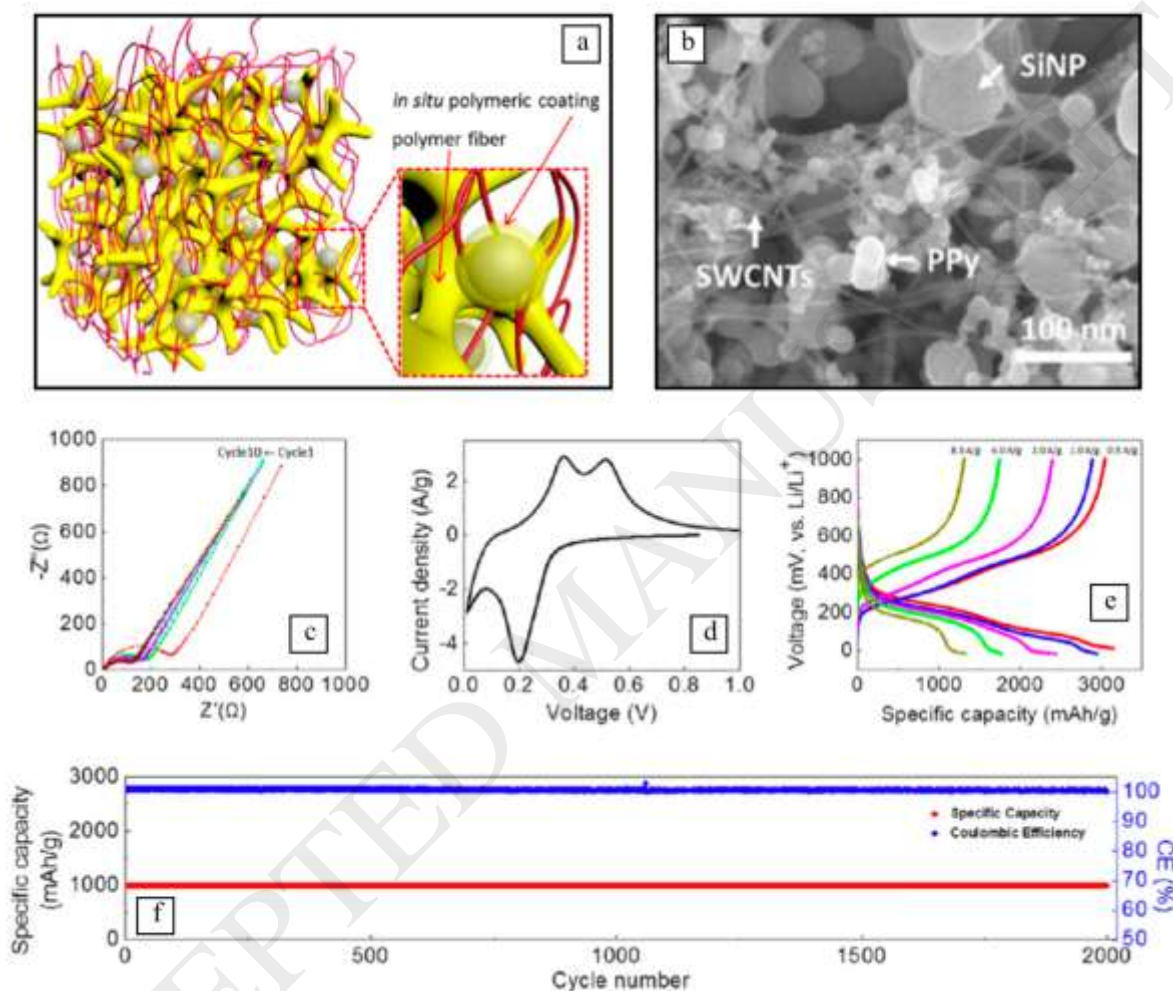 a
in situ polymeric coating
polymer fiber
b
SiNP
SWCNTs
PPy
100 nm
1000
800
600
400
200
0
-Z"(Ω)
Cycle10 ← Cycle1
c
0 200 400 600 800 1000
Z'(Ω)
2
0
-2
-4
Current density (A/g)
d
0.0 0.2 0.4 0.6 0.8 1.0
Voltage (V)
1000
800
600
400
200
0
Voltage (mV, vs. Li/Li+)
1.0 A/g
e
0 1000 2000 3000
Specific capacity (mAh/g)
3000
2000
1000
0
Specific capacity
(mAh/g)
Specific Capacity
Coulombic Efficiency
100
90
80
70
60
50
CE (%)
f
0 500 1000 1500 2000
Cycle number
EPTED MANU